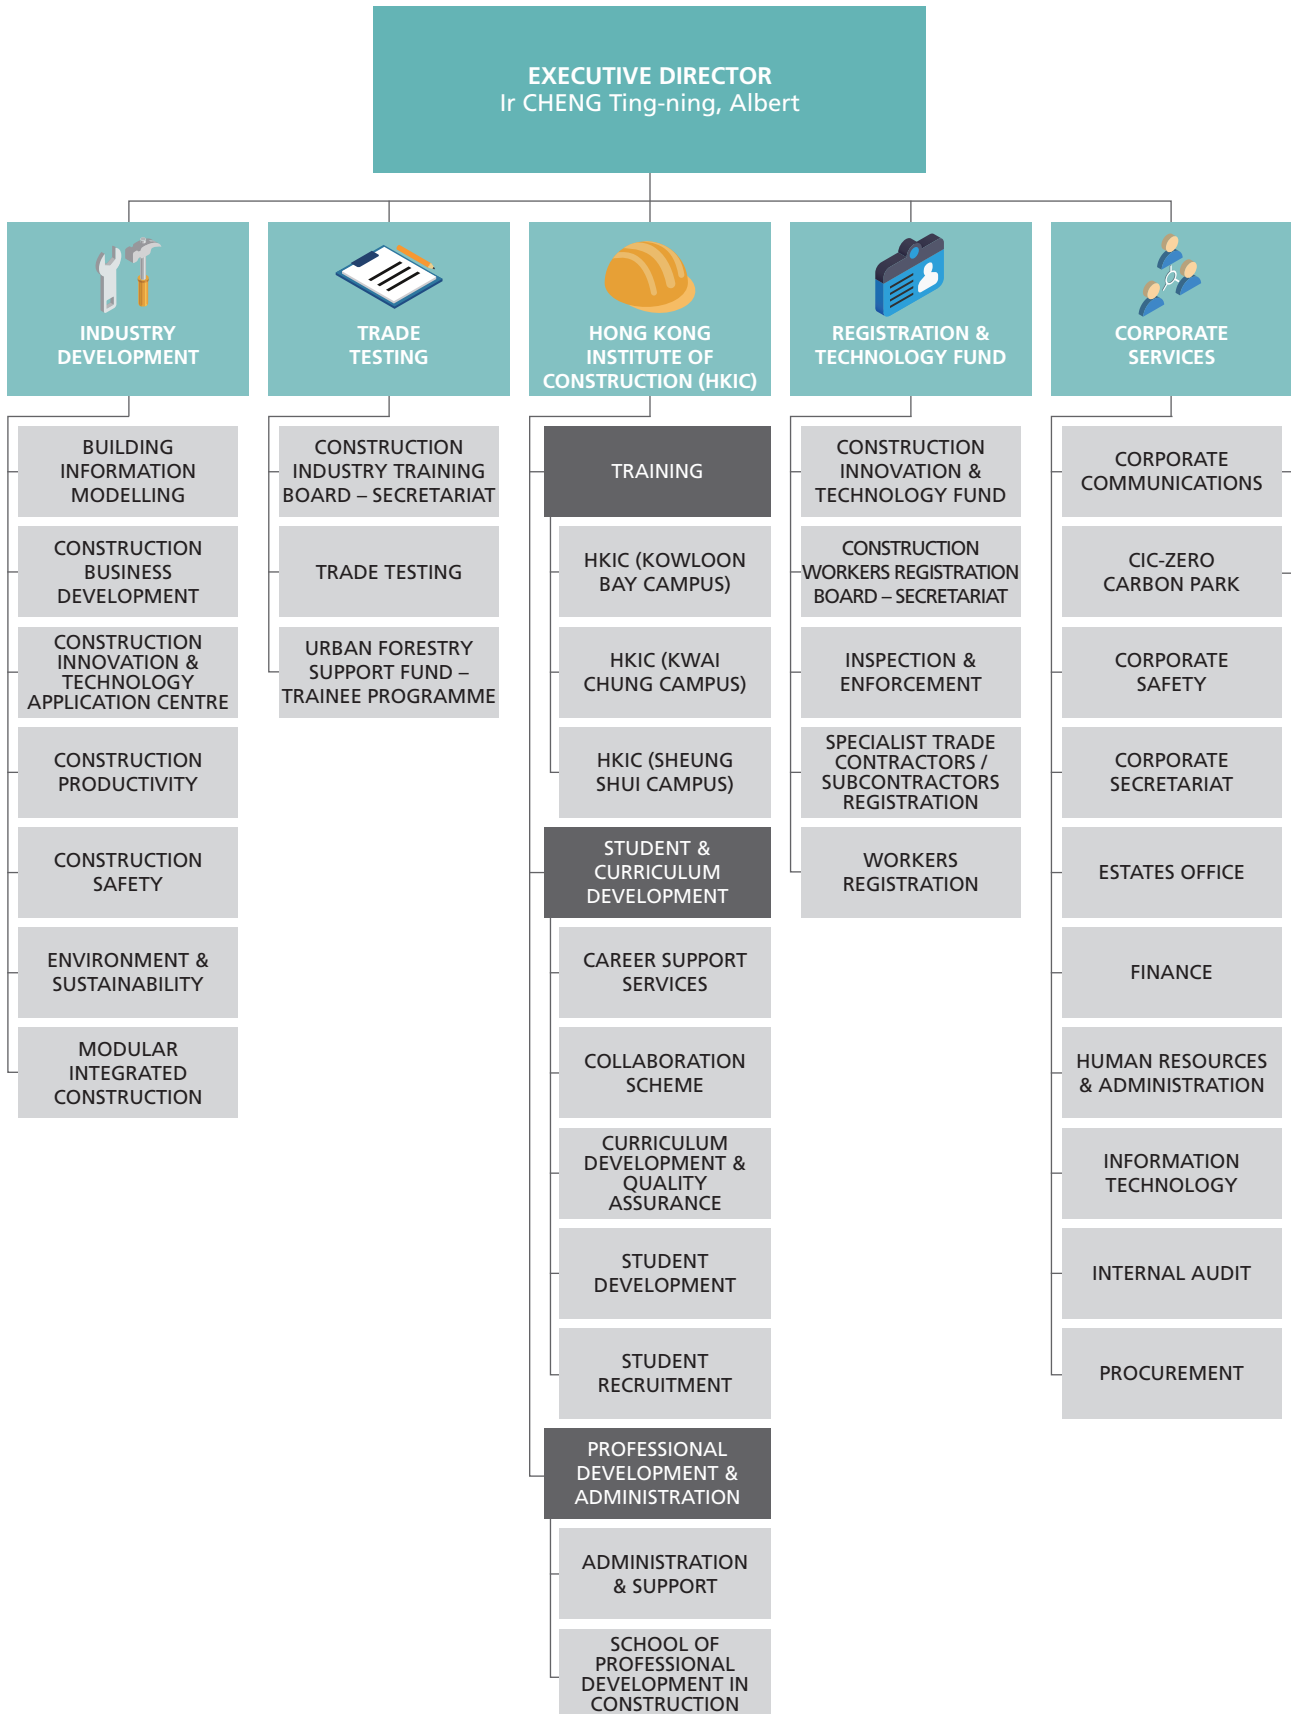 EXECUTIVE DIRECTOR
Ir CHENG Ting-ning, Albert
INDUSTRY
DEVELOPMENT
TRADE
TESTING
HONG KONG
INSTITUTE OF
CONSTRUCTION (HKIC)
REGISTRATION &
TECHNOLOGY FUND
CORPORATE
SERVICES
BUILDING
INFORMATION
MODELLING
CONSTRUCTION
BUSINESS
DEVELOPMENT
CONSTRUCTION
INNOVATION &
TECHNOLOGY
APPLICATION CENTRE
CONSTRUCTION
PRODUCTIVITY
CONSTRUCTION
SAFETY
ENVIRONMENT &
SUSTAINABILITY
MODULAR
INTEGRATED
CONSTRUCTION
CONSTRUCTION
INDUSTRY TRAINING
BOARD – SECRETARIAT
TRADE TESTING
URBAN FORESTRY
SUPPORT FUND –
TRAINEE PROGRAMME
TRAINING
HKIC (KOWLOON
BAY CAMPUS)
HKIC (KWAI
CHUNG CAMPUS)
HKIC (SHEUNG
SHUI CAMPUS)
STUDENT &
CURRICULUM
DEVELOPMENT
CAREER SUPPORT
SERVICES
COLLABORATION
SCHEME
CURRICULUM
DEVELOPMENT &
QUALITY
ASSURANCE
STUDENT
DEVELOPMENT
STUDENT
RECRUITMENT
PROFESSIONAL
DEVELOPMENT &
ADMINISTRATION
ADMINISTRATION
& SUPPORT
SCHOOL OF
PROFESSIONAL
DEVELOPMENT IN
CONSTRUCTION
CONSTRUCTION
INNOVATION &
TECHNOLOGY FUND
CONSTRUCTION
WORKERS REGISTRATION
BOARD – SECRETARIAT
INSPECTION &
ENFORCEMENT
SPECIALIST TRADE
CONTRACTORS /
SUBCONTRACTORS
REGISTRATION
WORKERS
REGISTRATION
CORPORATE
COMMUNICATIONS
CIC-ZERO
CARBON PARK
CORPORATE
SAFETY
CORPORATE
SECRETARIAT
ESTATES OFFICE
FINANCE
HUMAN RESOURCES
& ADMINISTRATION
INFORMATION
TECHNOLOGY
INTERNAL AUDIT
PROCUREMENT